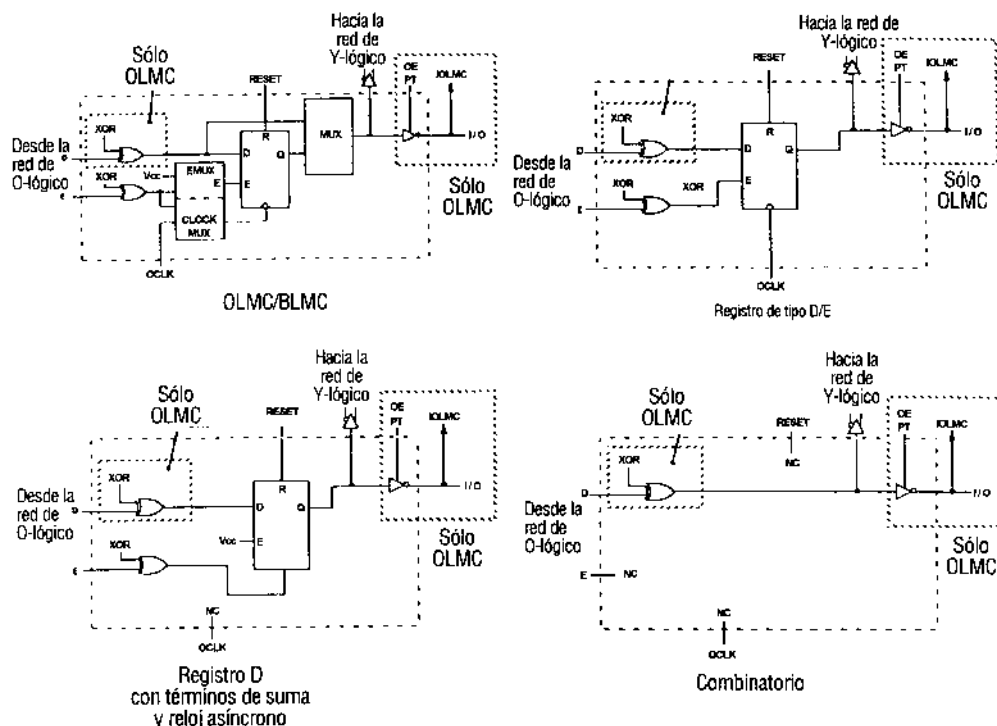 Sólo
OLMC
Hacia la
red de
Y-lógico
RESET
OE
PT
IOLMC
XOR
R
MUX
I/O
Desde la
red de
O-lógico
D
D
Q
XOR
Vcc
EMUX
E
E
E
CLOCK
MUX
Sólo
OLMC
OCLK
OLMC/BLMC
Hacia la
red de
Y-lógico
RESET
OE
PT
IOLMC
XOR
R
I/O
Desde la
red de
O-lógico
D
D
Q
XOR
XOR
E
E
Sólo
OLMC
OCLK
Registro de tipo D/E
Sólo
OLMC
Hacia la
red de
Y-lógico
RESET
OE
PT
IOLMC
XOR
R
I/O
Desde la
red de
O-lógico
D
D
Q
XOR
Vcc
E
E
Sólo
OLMC
NC
OCLK
Registro D
con términos de suma
y reloj asíncrono
Sólo
OLMC
Hacia la
red de
Y-lógico
RESET
NC
OE
PT
IOLMC
XOR
I/O
D
Desde la
red de
O-lógico
E
NC
Sólo
OLMC
NC
OCLK
Combinatorio